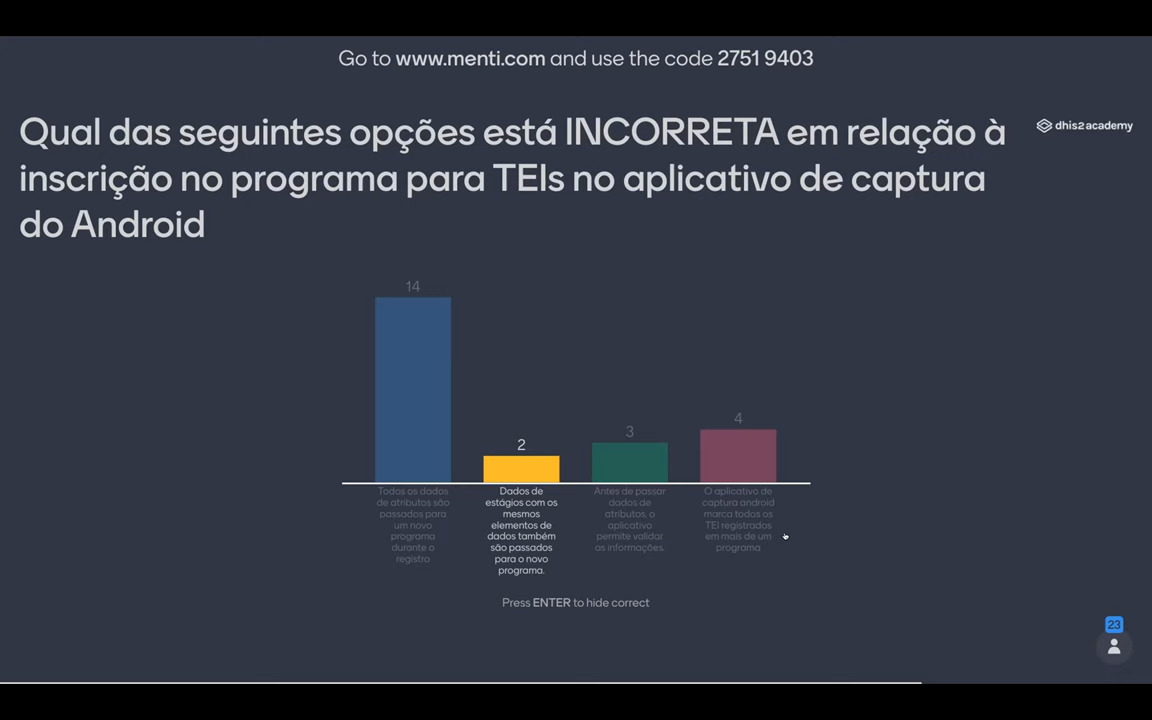 Go to www.menti.com and use the code 2751 9403
Qual das seguintes opções está INCORRETA em relação à
inscrição no programa para TEIs no aplicativo de captura
do Android
dhis2academy
14
2
3
4
Todos os dados
de atributos são
passados para
um novo
programa
durante o
registro
Dados de
estágios com os
mesmos
elementos de
dados também
são passados
para o novo
programa.
Antes de passar
dados de
atributos, o
aplicativo
permite validar
as informações.
O aplicativo de
captura android
marca todos os
TEI registrados
em mais de um
programa
Press ENTER to hide correct
23